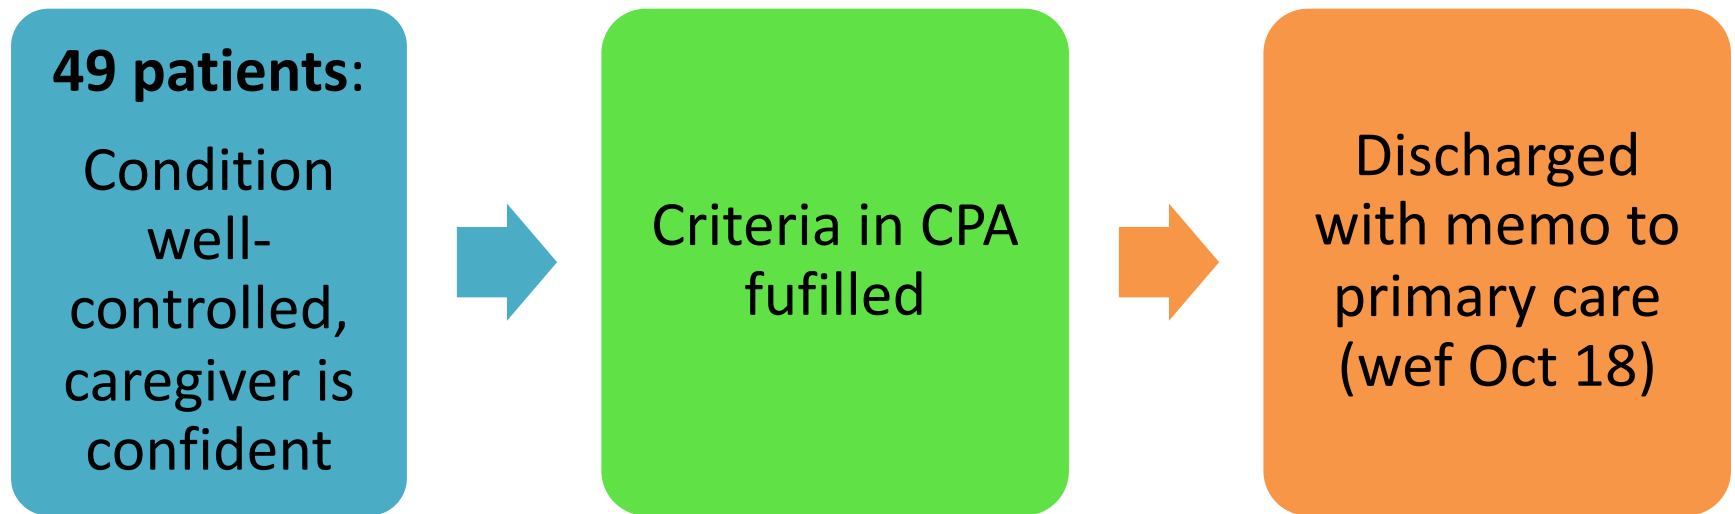 49 patients:
Condition
well-
controlled,
caregiver is
confident
Criteria in CPA
fufilled
Discharged
with memo to
primary care
(wef Oct 18)